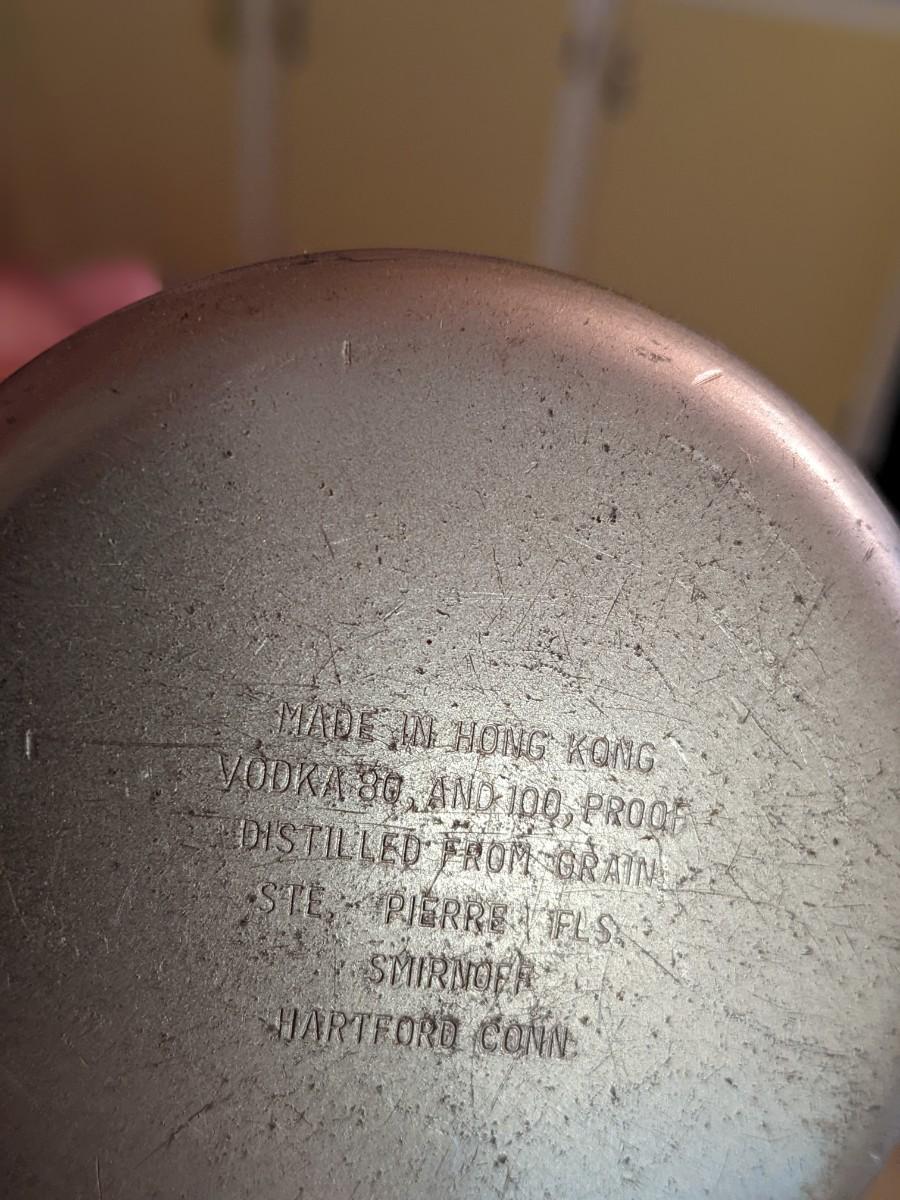 MADE IN HONG KONG
VODKA 80, AND 100, PROOF
DISTILLED FROM GRAIN.
STE. PIERRE FLS.
SMIRNOFF
HARTFORD CONN.